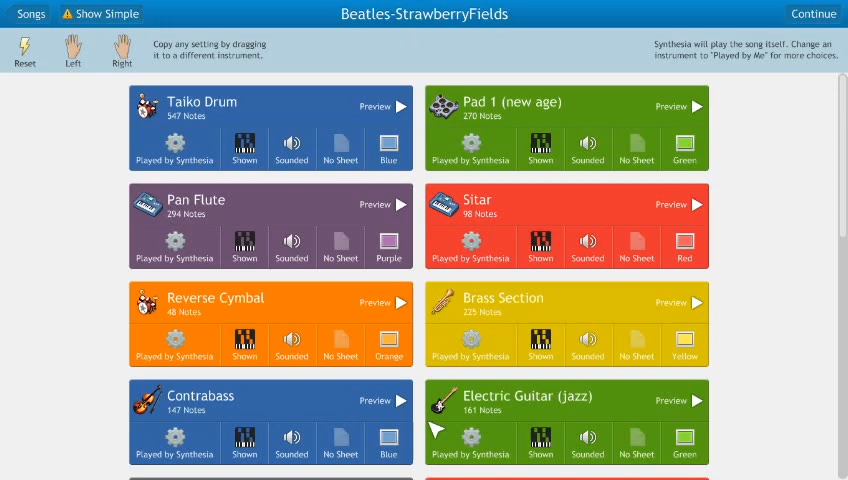 Songs
Show Simple
Beatles-StrawberryFields
Continue
Reset
Left
Right
Copy any setting by dragging
it to a different instrument.
Synthesia will play the song itself. Change an
instrument to "Played by Me" for more choices.
Taiko Drum
547 Notes
Preview
Played by Synthesia
Shown
Sounded
No Sheet
Blue
Pad 1 (new age)
270 Notes
Preview
Played by Synthesia
Shown
Sounded
No Sheet
Green
Pan Flute
294 Notes
Preview
Played by Synthesia
Shown
Sounded
No Sheet
Purple
Sitar
98 Notes
Preview
Played by Synthesia
Shown
Sounded
No Sheet
Red
Reverse Cymbal
48 Notes
Preview
Played by Synthesia
Shown
Sounded
No Sheet
Orange
Brass Section
225 Notes
Preview
Played by Synthesia
Shown
Sounded
No Sheet
Yellow
Contrabass
147 Notes
Preview
Played by Synthesia
Shown
Sounded
No Sheet
Blue
Electric Guitar (jazz)
161 Notes
Preview
Played by Synthesia
Shown
Sounded
No Sheet
Green